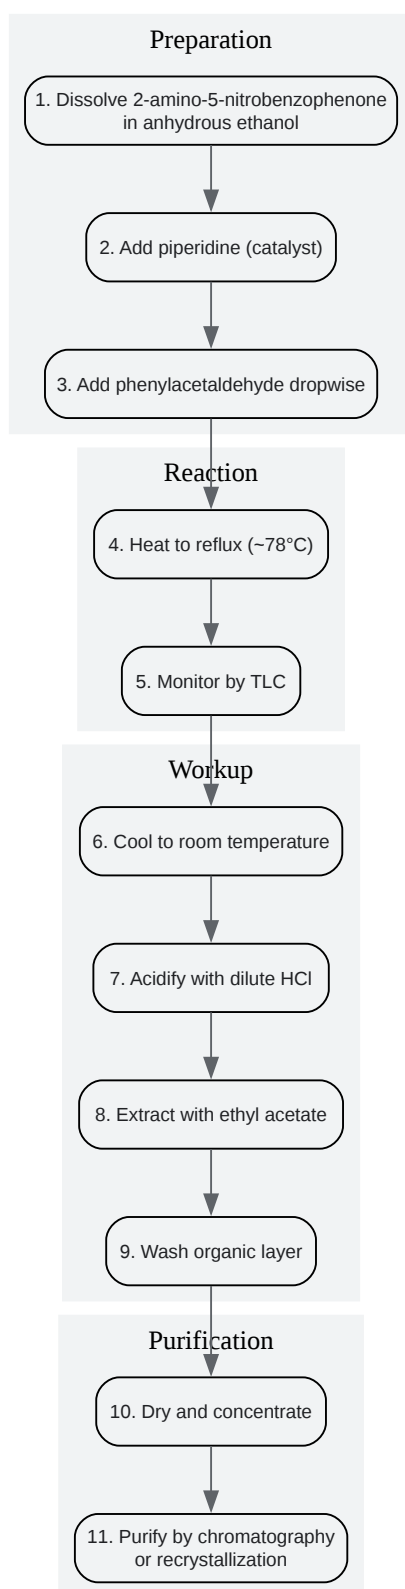 Preparation
1. Dissolve 2-amino-5-nitrobenzophenone
in anhydrous ethanol
2. Add piperidine (catalyst)
3. Add phenylacetaldehyde dropwise
Reaction
4. Heat to reflux (~78°C)
5. Monitor by TLC
Workup
6. Cool to room temperature
7. Acidify with dilute HCl
8. Extract with ethyl acetate
9. Wash organic layer
Purification
10. Dry and concentrate
11. Purify by chromatography
or recrystallization